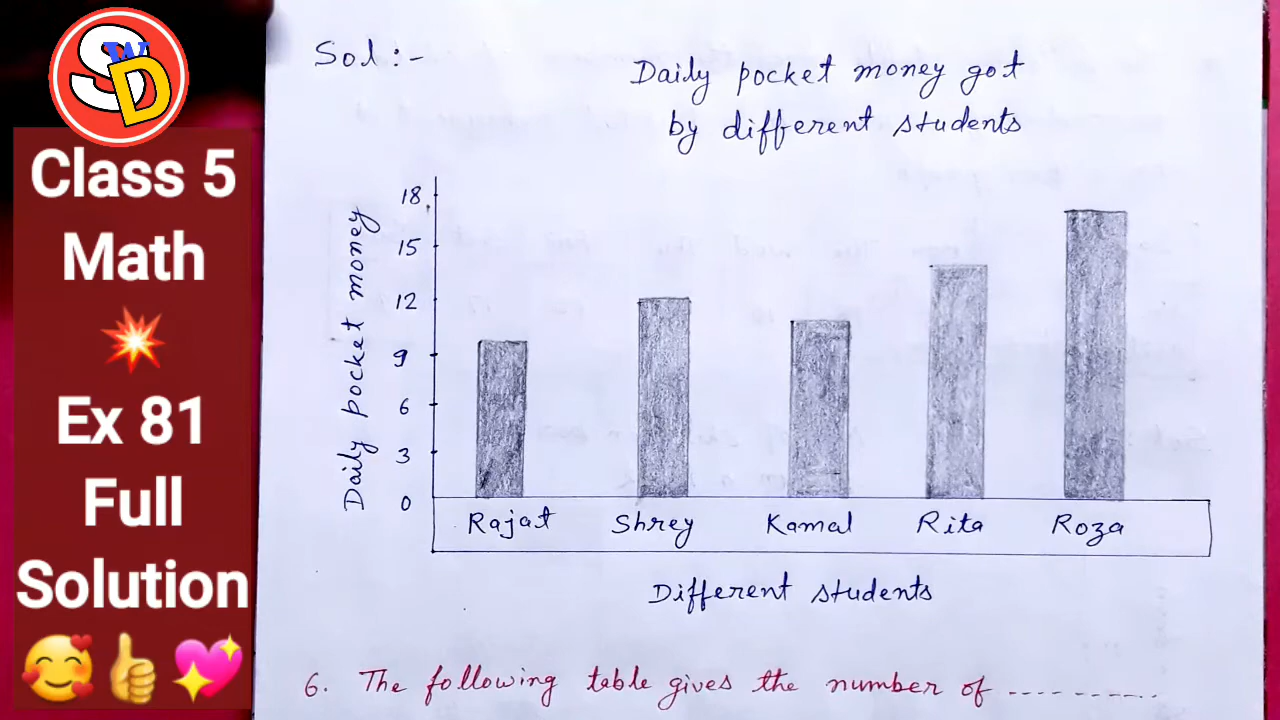 SWD
Class 5
Math
💥
Ex 81
Full
Solution
🥰👍💖
Sol:-
Daily pocket money got
by different students
Daily pocket money
18
15
12
9
6
3
0
Rajat Shrey Kamal Rita Roza
Different students
6. The following table gives the number of ----------